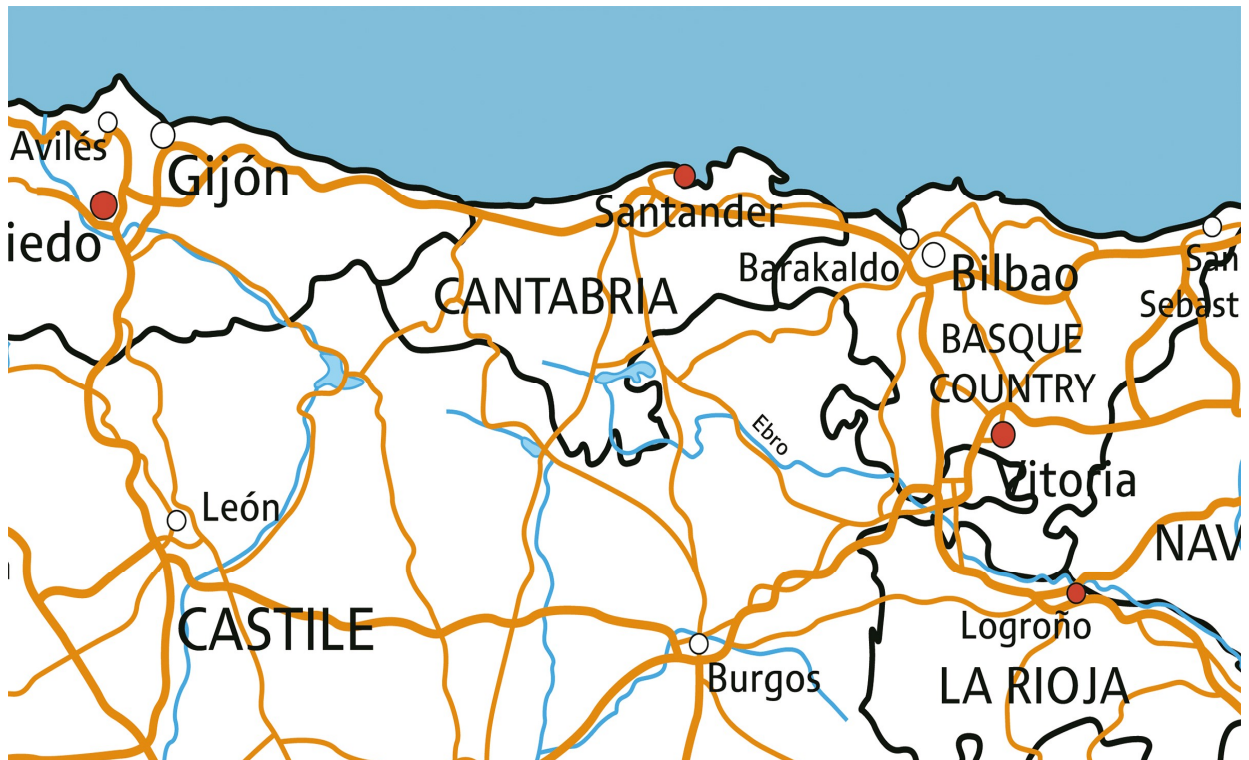 Avilés
Gijón
iedo
Santander
Barakaldo
Bilbao
San
Sebast
CANTABRIA
BASQUE
COUNTRY
Ebro
Vitoria
León
NAV
CASTILE
Logroño
Burgos
LA RIOJA